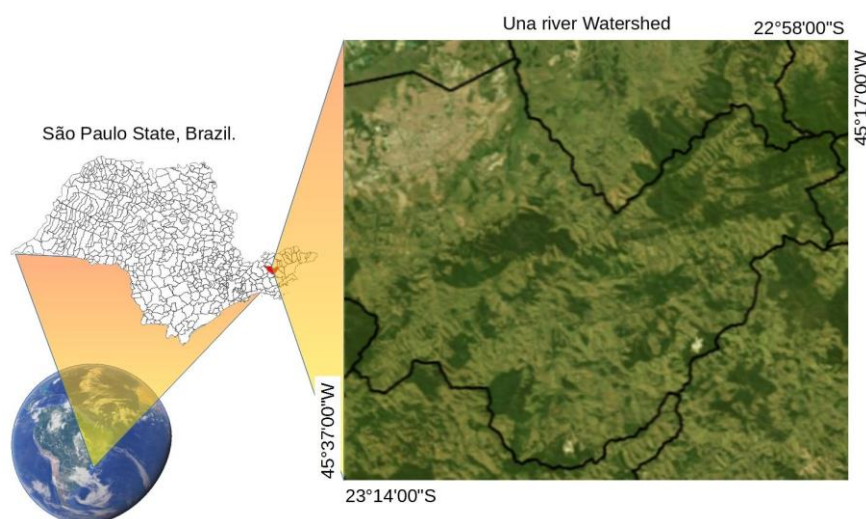 Una river Watershed
22°58'00"S
45°17'00"W
São Paulo State, Brazil.
45°37'00"W
23°14'00"S